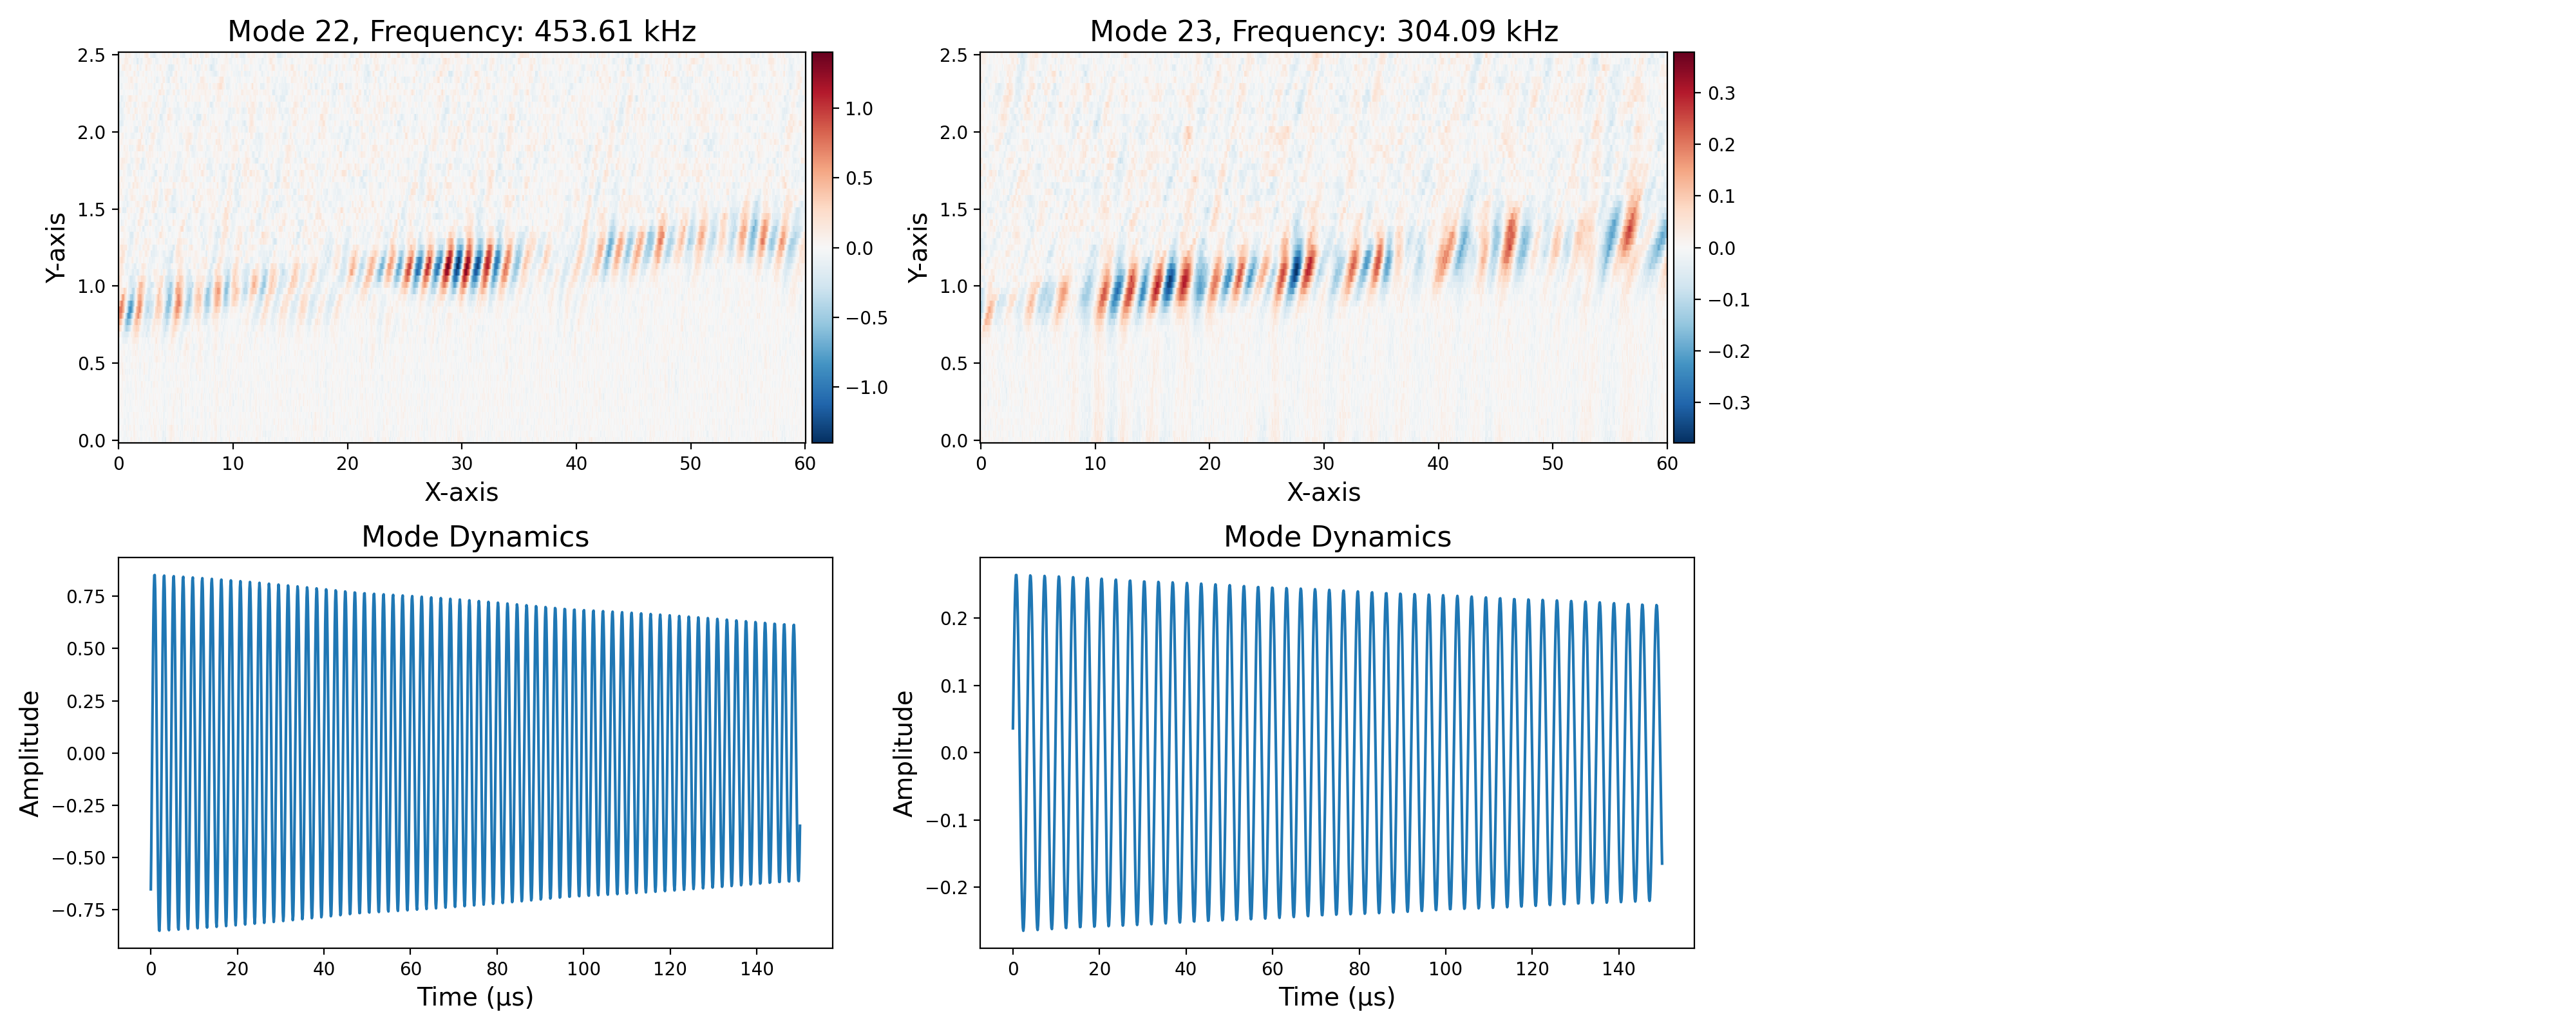 Mode 22, Frequency: 453.61 kHz
2.5
2.0
1.5
1.0
0.5
0.0
Y-axis
0 10 20 30 40 50 60
X-axis
1.0
0.5
0.0
−0.5
−1.0
Mode 23, Frequency: 304.09 kHz
2.5
2.0
1.5
1.0
0.5
0.0
Y-axis
0 10 20 30 40 50 60
X-axis
0.3
0.2
0.1
0.0
−0.1
−0.2
−0.3
Mode Dynamics
0.75
0.50
0.25
0.00
−0.25
−0.50
−0.75
Amplitude
0 20 40 60 80 100 120 140
Time (μs)
Mode Dynamics
0.2
0.1
0.0
−0.1
−0.2
Amplitude
0 20 40 60 80 100 120 140
Time (μs)